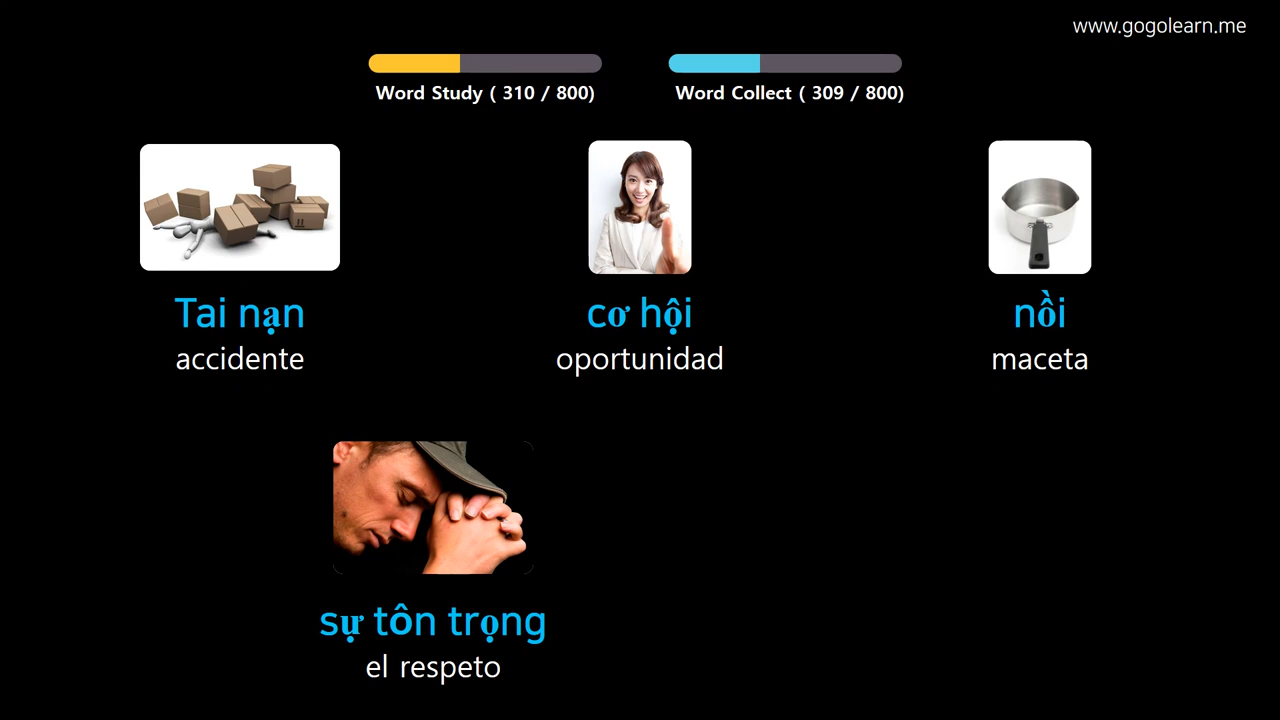 www.gogolearn.me
Word Study ( 310 / 800)
Word Collect ( 309 / 800)
Tai nạn
accidente
cơ hội
oportunidad
nồi
maceta
sự tôn trọng
el respeto